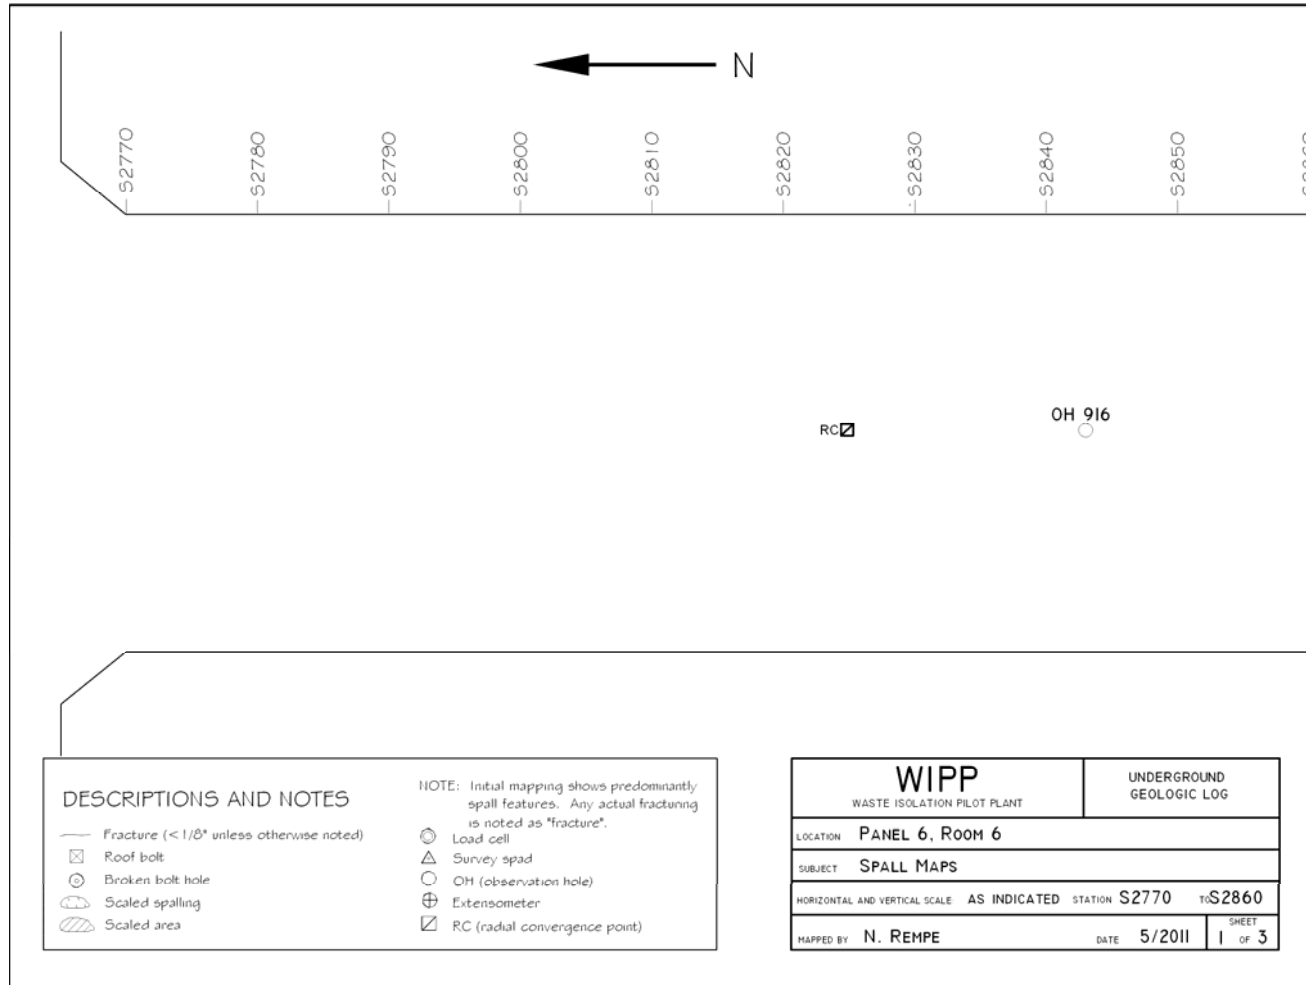 N
S2770
S2780
S2790
S2800
S2810
S2820
S2830
S2840
S2850
S2860
OH 916
RC
DESCRIPTIONS AND NOTES
Fracture (< 1/8" unless otherwise noted)
Roof bolt
Broken bolt hole
Scaled spalling
Scaled area
NOTE: Initial mapping shows predominantly
spall features. Any actual fracturing
is noted as "fracture".
Load cell
Survey spad
OH (observation hole)
Extensometer
RC (radial convergence point)
WIPP
WASTE ISOLATION PILOT PLANT
UNDERGROUND
GEOLOGIC LOG
LOCATION PANEL 6, ROOM 6
SUBJECT SPALL MAPS
HORIZONTAL AND VERTICAL SCALE: AS INDICATED STATION S2770 TO S2860
MAPPED BY N. REMPE DATE 5/2011
SHEET
1 OF 3